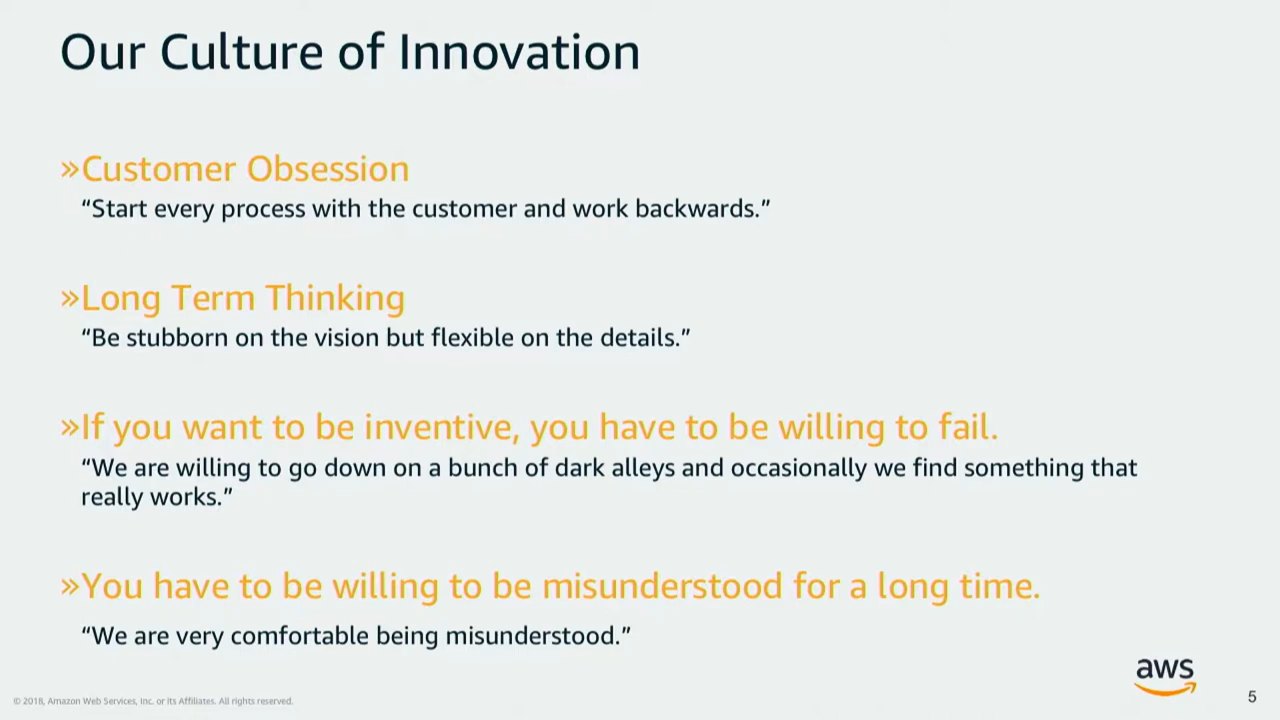 Our Culture of Innovation
»Customer Obsession
“Start every process with the customer and work backwards.”
»Long Term Thinking
“Be stubborn on the vision but flexible on the details.”
»If you want to be inventive, you have to be willing to fail.
“We are willing to go down on a bunch of dark alleys and occasionally we find something that
really works.”
»You have to be willing to be misunderstood for a long time.
“We are very comfortable being misunderstood.”
aws
© 2018, Amazon Web Services, Inc. or its Affiliates. All rights reserved.
5